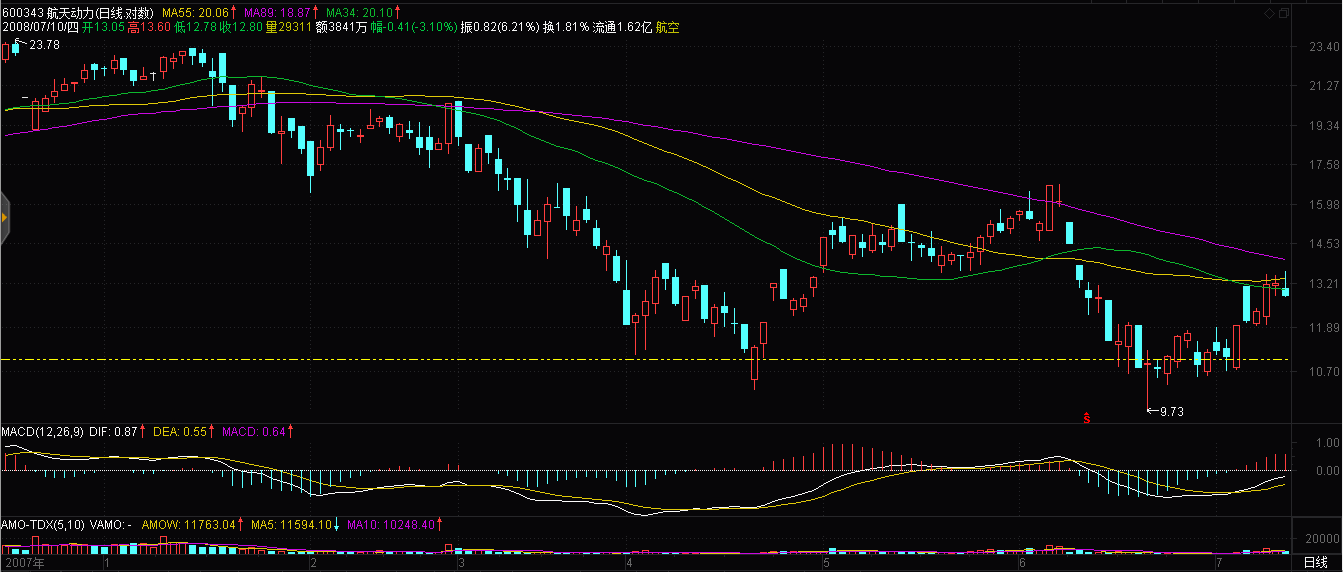 600343 航天动力(日线.对数) MA55: 20.06↑ MA89: 18.87↑ MA34: 20.10↑
2008/07/10/四 开13.05 高13.60 低12.78 收12.80 量29311 额3841万 幅-0.41(-3.10%) 振0.82(6.21%) 换1.81% 流通1.62亿 航空
←23.78
23.40
21.27
19.34
17.58
15.98
14.53
13.21
11.89
10.70
←9.73
S
MACD(12,26,9) DIF: 0.87↑ DEA: 0.55↑ MACD: 0.64↑
1.00
0.00
AMO-TDX(5,10) VAMO: - AMOW: 11763.04↑ MA5: 11594.10↓ MA10: 10248.40↑
20000
2007年 1 2 3 4 5 6 7 日线